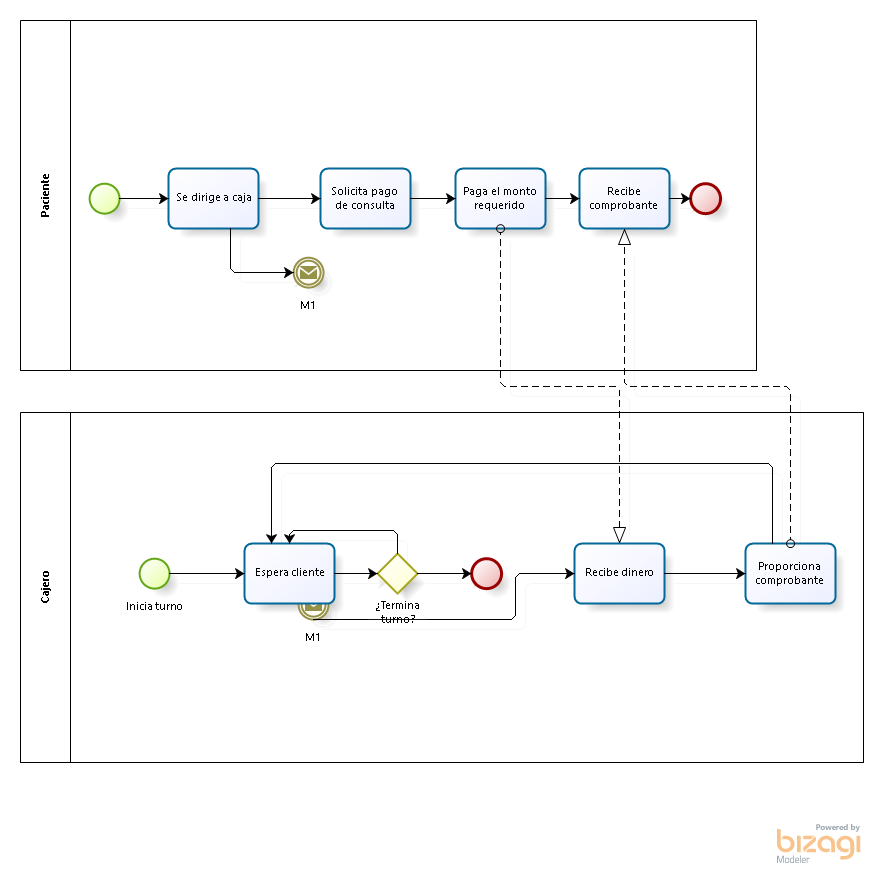 Paciente
Se dirige a caja
Solicita pago
de consulta
Paga el monto
requerido
Recibe
comprobante
M1
Cajero
Inicia turno
Espera cliente
M1
¿Termina
turno?
Recibe dinero
Proporciona
comprobante
Powered by
bizagi
Modeler